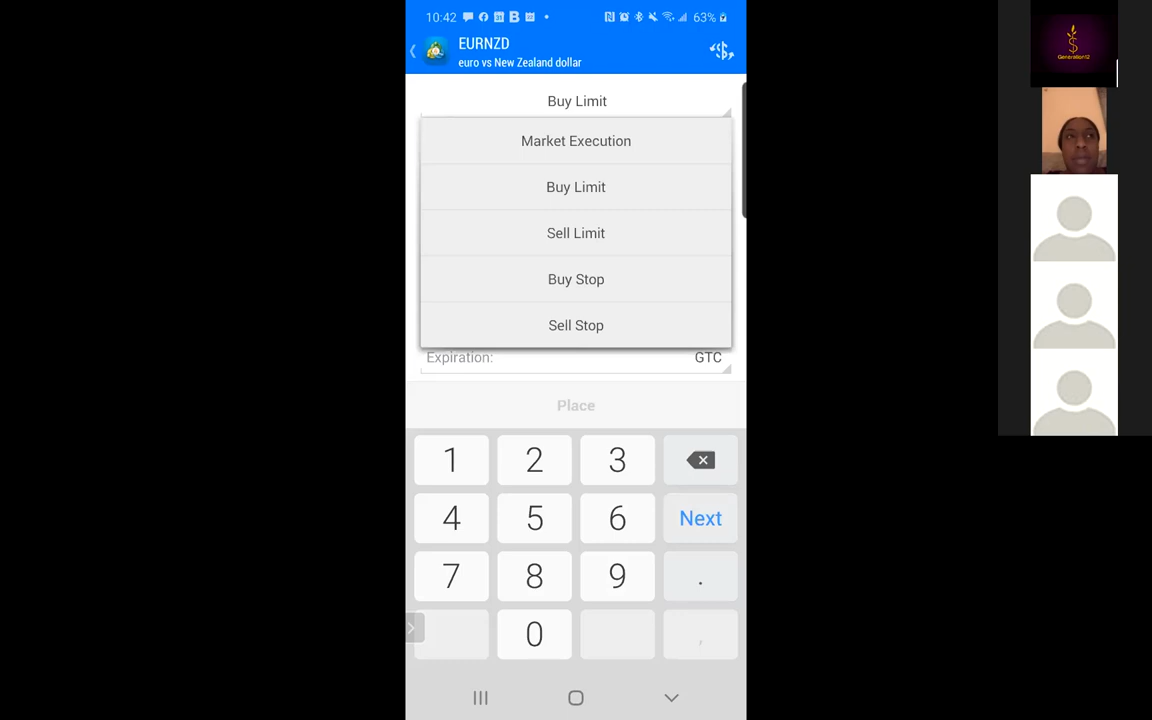 10:42
63%
EURNZD
euro vs New Zealand dollar
Buy Limit
Market Execution
Buy Limit
Sell Limit
Buy Stop
Sell Stop
Expiration: GTC
Place
1 2 3
4 5 6 Next
7 8 9 .
0 ,
Generation12